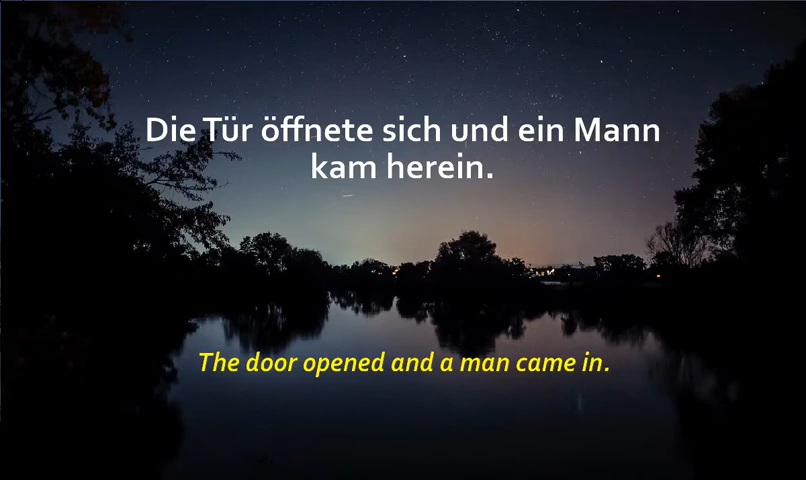 Die Tür öffnete sich und ein Mann
kam herein.
The door opened and a man came in.